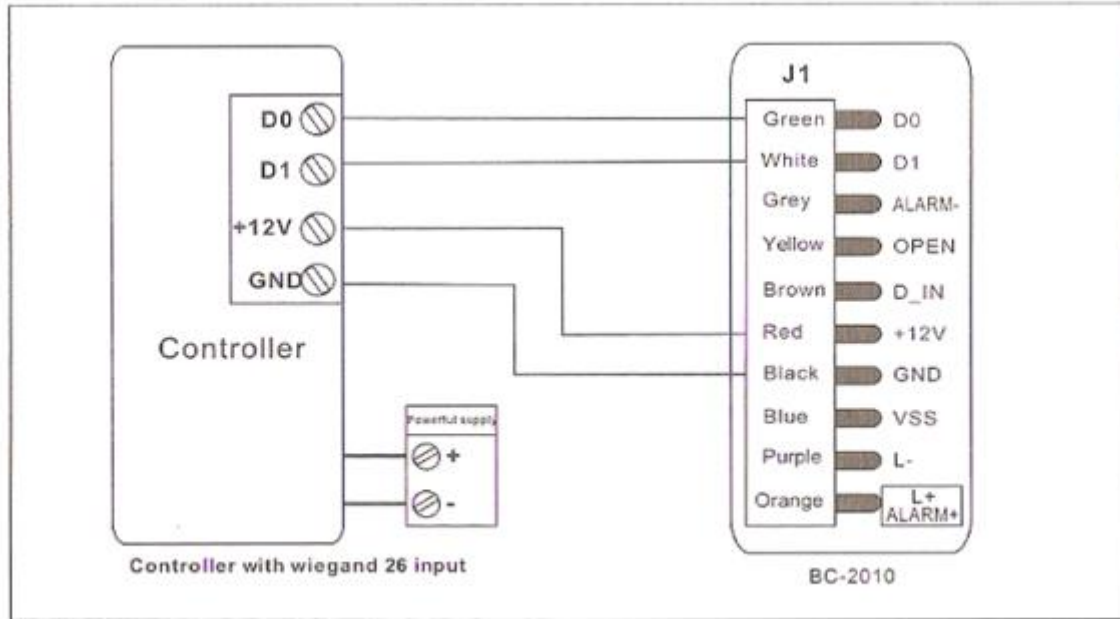 J1
D0
D1
+12V
GND
Controller
Powerful supply
+
-
Controller with wiegand 26 input
Green D0
White D1
Grey ALARM-
Yellow OPEN
Brown D_IN
Red +12V
Black GND
Blue VSS
Purple L-
Orange L+
ALARM+
BC-2010